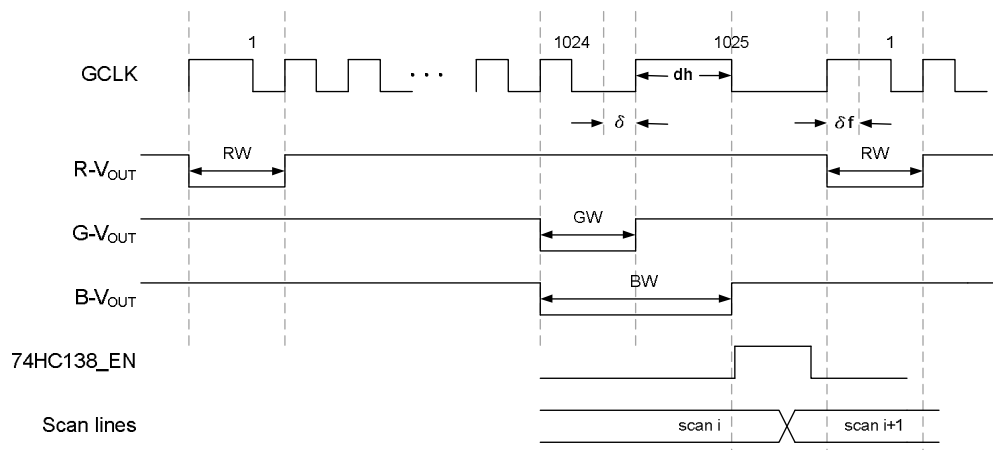 1 1024 1025 1
GCLK ··· dh
δ δf
R-VOUT RW RW
G-VOUT GW
B-VOUT BW
74HC138_EN
Scan lines scan i scan i+1